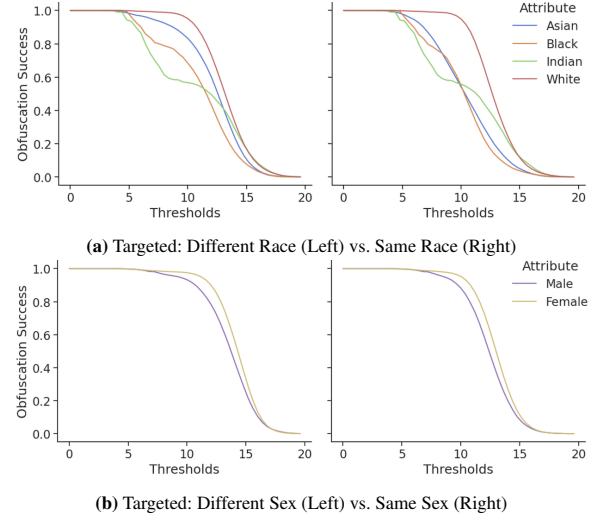 Attribute
Asian
Black
Indian
White
Obfuscation Success
1.0
0.8
0.6
0.4
0.2
0.0
0 5 10 15 20
0 5 10 15 20
Thresholds Thresholds
(a) Targeted: Different Race (Left) vs. Same Race (Right)
Attribute
Male
Female
Obfuscation Success
1.0
0.8
0.6
0.4
0.2
0.0
0 5 10 15 20
0 5 10 15 20
Thresholds Thresholds
(b) Targeted: Different Sex (Left) vs. Same Sex (Right)